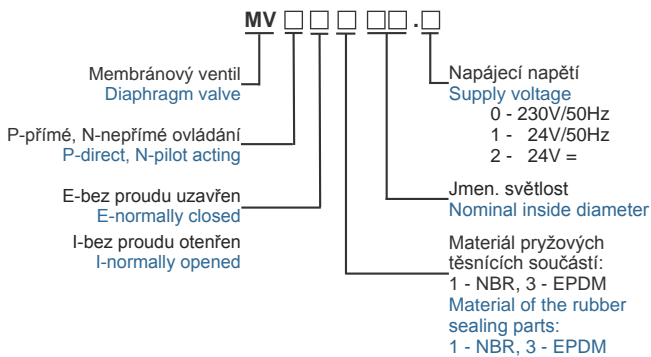 MV □ □ □ □□.□
Membránový ventil
Diaphragm valve
P-přímé, N-nepřímé ovládání
P-direct, N-pilot acting
E-bez proudu uzavřen
E-normally closed
I-bez proudu otenřen
I-normally opened
Napájecí napětí
Supply voltage
0 - 230V/50Hz
1 - 24V/50Hz
2 - 24V =
Jmen. světlost
Nominal inside diameter
Materiál pryžových
těsnících součástí:
1 - NBR, 3 - EPDM
Material of the rubber
sealing parts:
1 - NBR, 3 - EPDM